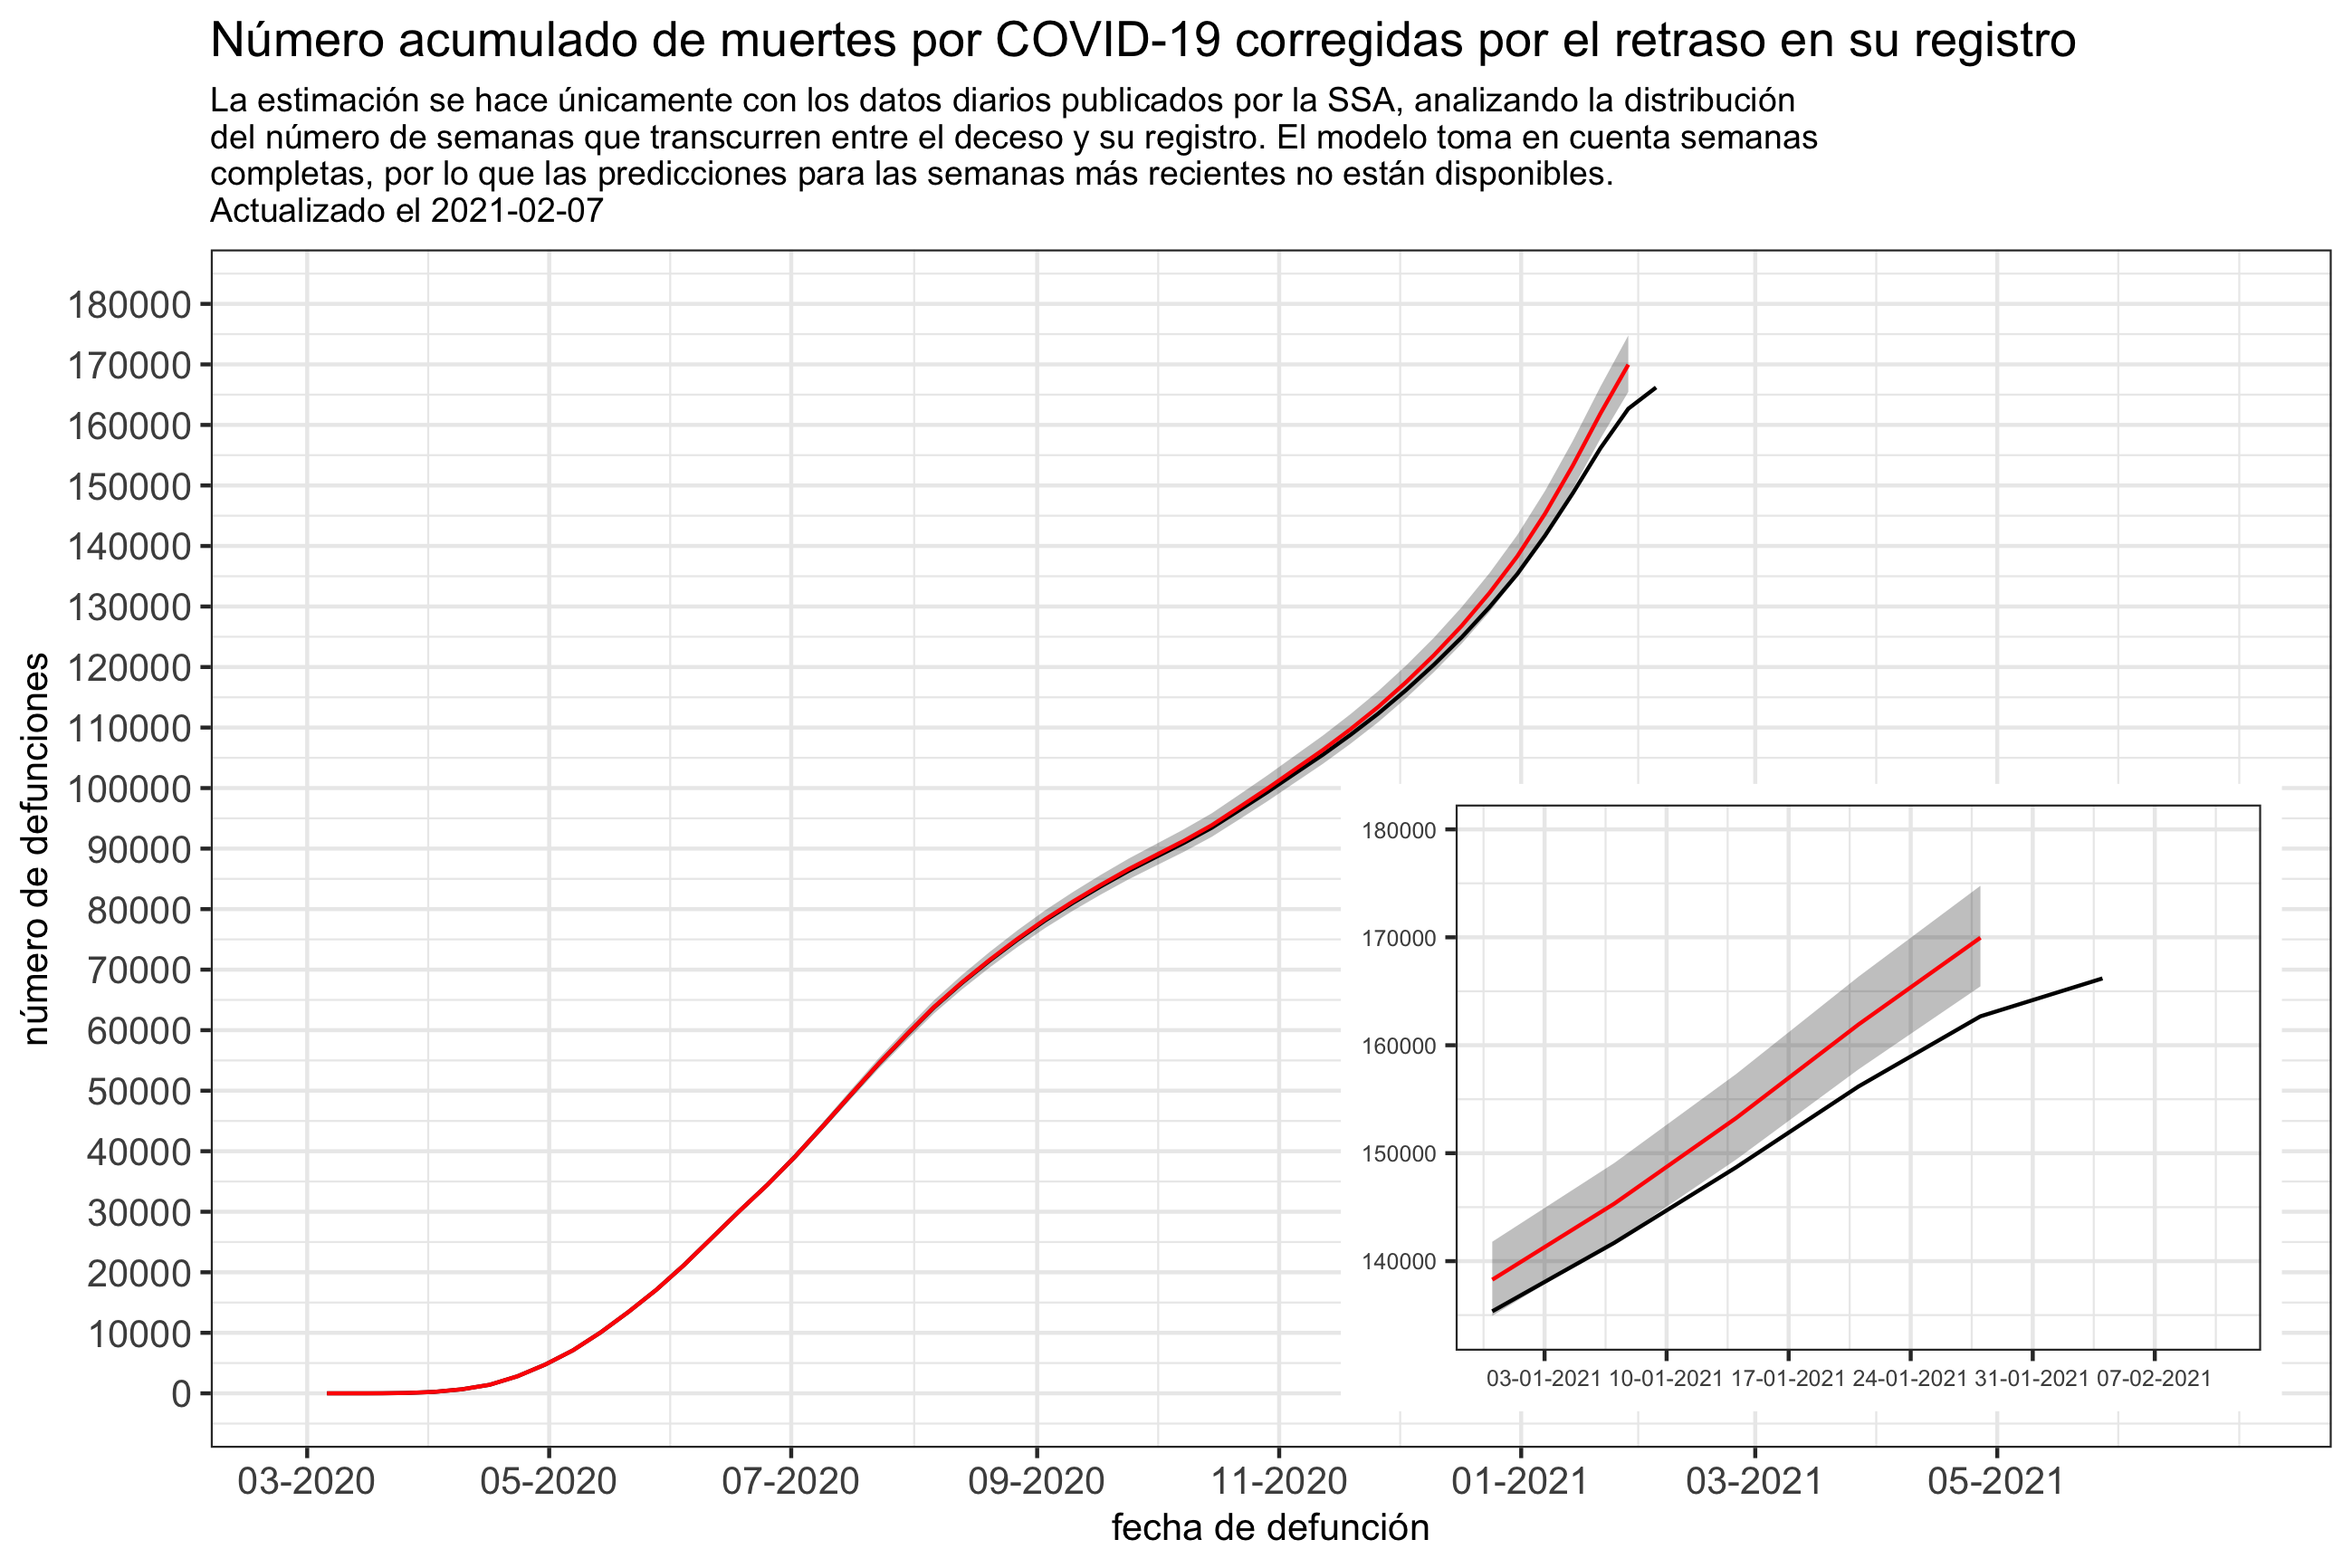 Número acumulado de muertes por COVID-19 corregidas por el retraso en su registro
La estimación se hace únicamente con los datos diarios publicados por la SSA, analizando la distribución
del número de semanas que transcurren entre el deceso y su registro. El modelo toma en cuenta semanas
completas, por lo que las predicciones para las semanas más recientes no están disponibles.
Actualizado el 2021-02-07
número de defunciones
180000
170000
160000
150000
140000
130000
120000
110000
100000
90000
80000
70000
60000
50000
40000
30000
20000
10000
0
180000
170000
160000
150000
140000
03-01-2021 10-01-2021 17-01-2021 24-01-2021 31-01-2021 07-02-2021
03-2020 05-2020 07-2020 09-2020 11-2020 01-2021 03-2021 05-2021
fecha de defunción